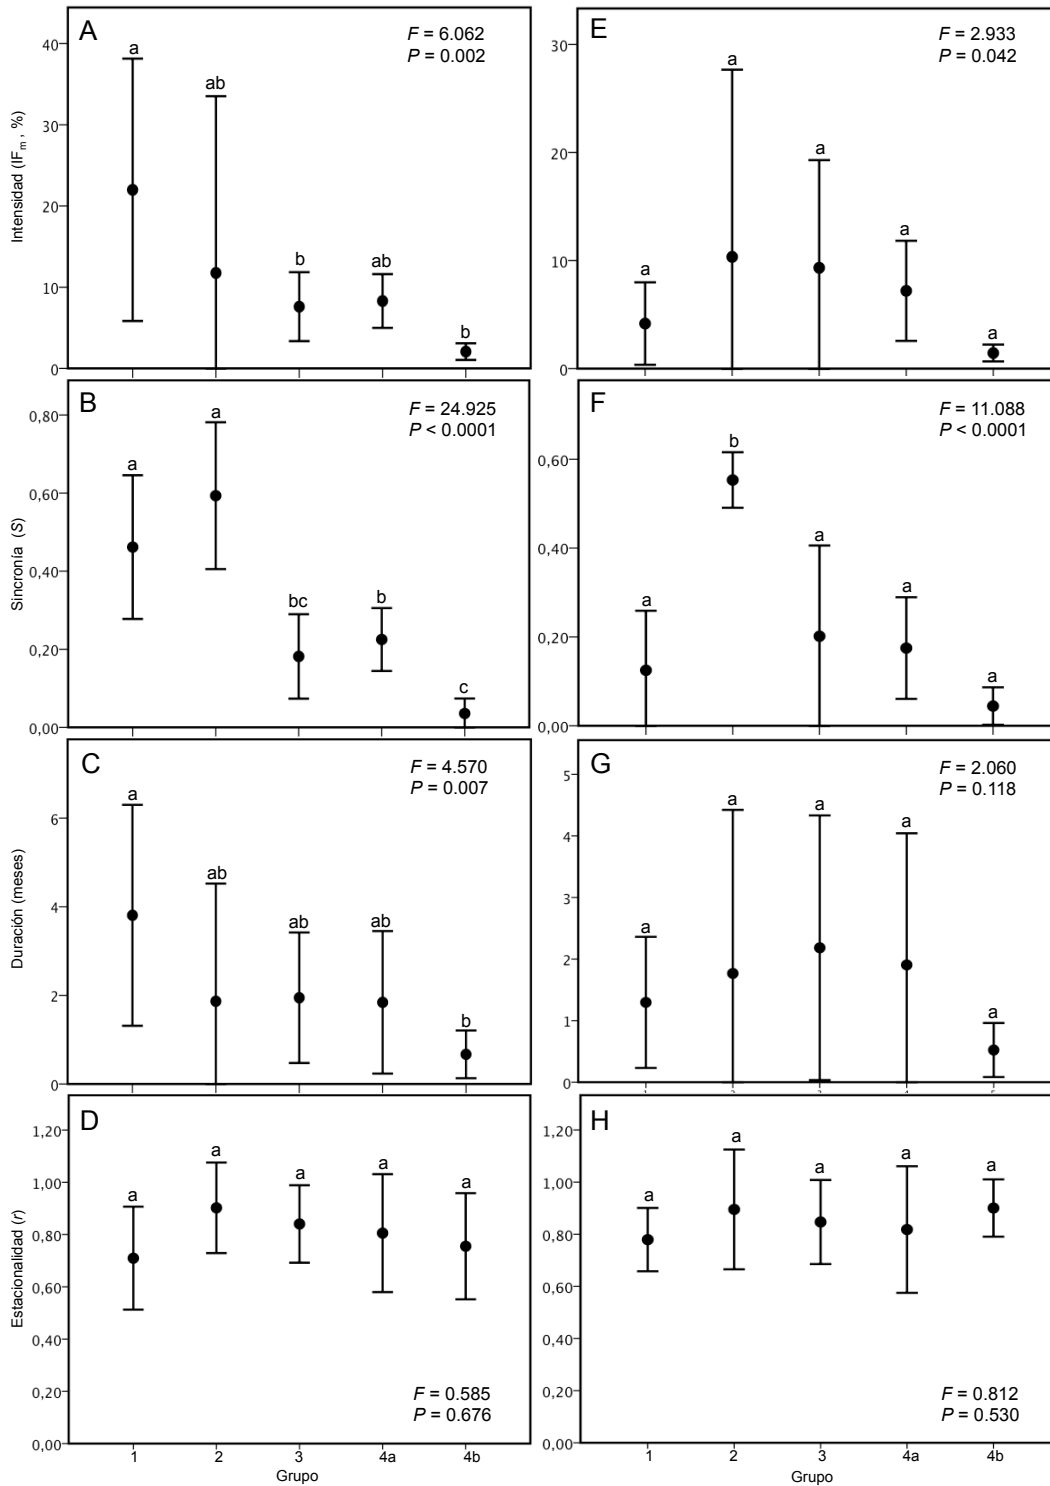 A
F = 6.062
P = 0.002
Intensidad (IFm, %)
40
30
20
10
0
a
ab
b
ab
b
E
F = 2.933
P = 0.042
30
20
10
0
a
a
a
a
a
B
F = 24.925
P < 0.0001
Sincronía (S)
0,80
0,60
0,40
0,20
0,00
a
a
bc
b
c
F
F = 11.088
P < 0.0001
0,60
0,40
0,20
0,00
a
b
a
a
a
C
F = 4.570
P = 0.007
Duración (meses)
6
4
2
0
a
ab
ab
ab
b
G
F = 2.060
P = 0.118
5
4
3
2
1
0
a
a
a
a
a
D
Estacionalidad (r)
1,20
1,00
0,80
0,60
0,40
0,20
0,00
a
a
a
a
a
F = 0.585
P = 0.676
1 2 3 4a 4b
Grupo
H
1,20
1,00
0,80
0,60
0,40
0,20
0,00
a
a
a
a
a
F = 0.812
P = 0.530
1 2 3 4a 4b
Grupo